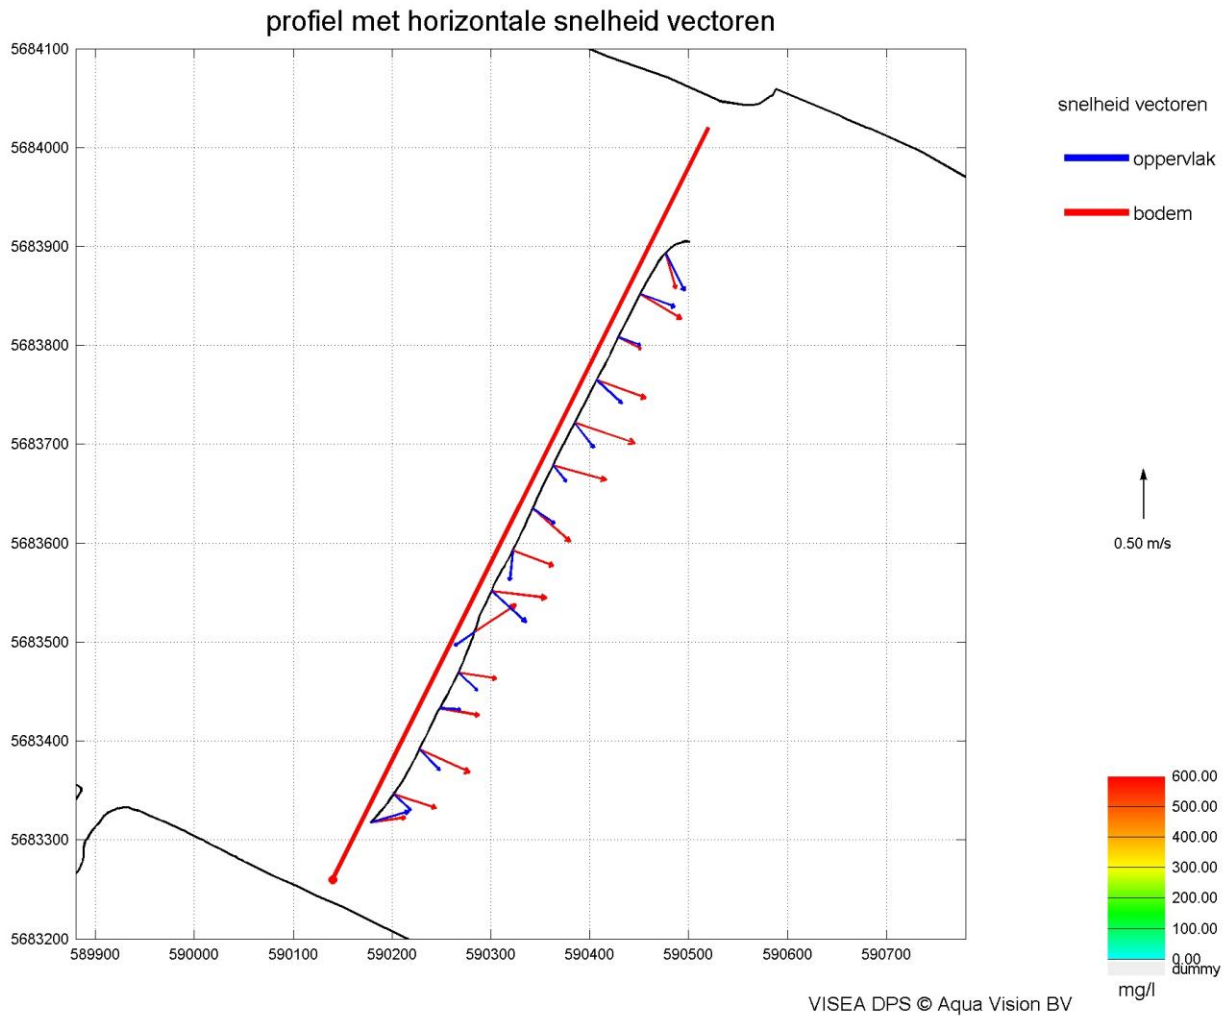 profiel met horizontale snelheid vectoren
5684100
5684000
5683900
5683800
5683700
5683600
5683500
5683400
5683300
5683200
589900 590000 590100 590200 590300 590400 590500 590600 590700
snelheid vectoren
oppervlak
bodem
0.50 m/s
600.00
500.00
400.00
300.00
200.00
100.00
0.00
dummy
mg/l
VISEA DPS © Aqua Vision BV